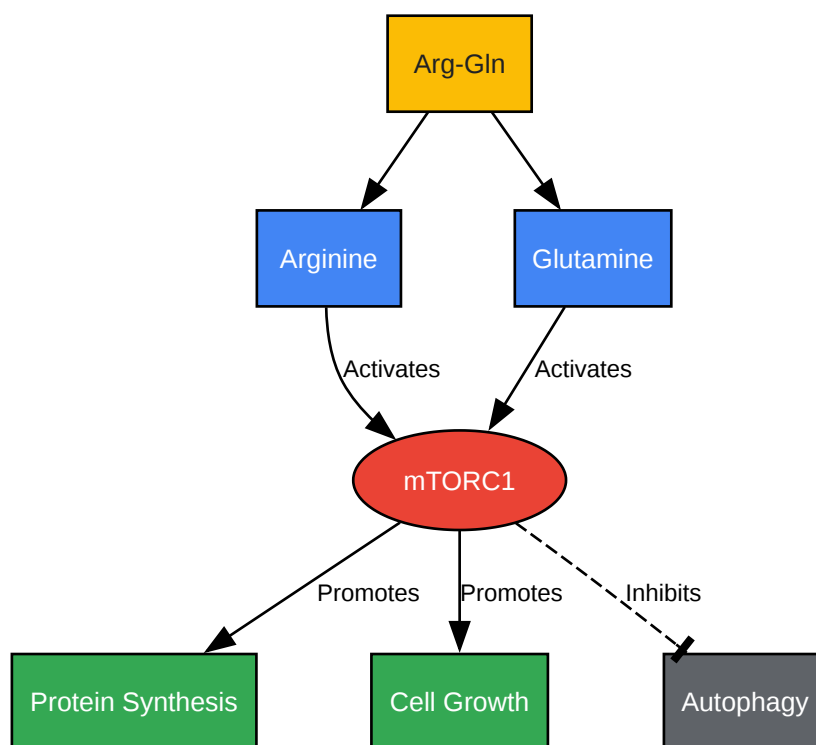 Arg-Gln
Arginine
Glutamine
Activates
Activates
mTORC1
Promotes
Promotes
Inhibits
Protein Synthesis
Cell Growth
Autophagy